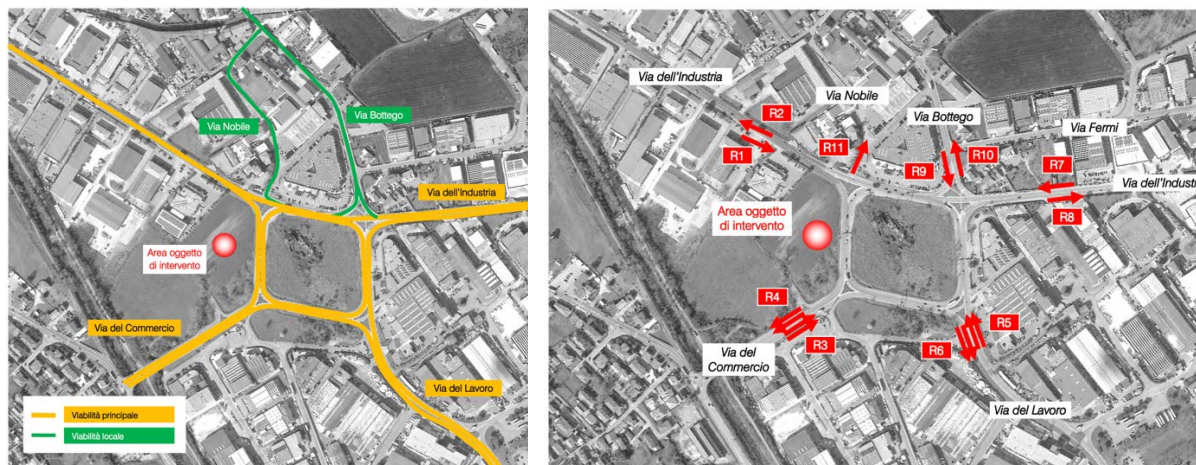 Via Nobile
Via Bottego
Via dell'Industria
Area oggetto
di intervento
Via del Commercio
Via del Lavoro
Viabilità principale
Viabilità locale
Via dell'Industria
Via Nobile
Via Bottego
Via Fermi
R2
R1
R11
R9
R10
R7
R8
Via dell'Industri
Area oggetto
di intervento
R4
R3
R5
R6
Via del
Commercio
Via del Lavoro